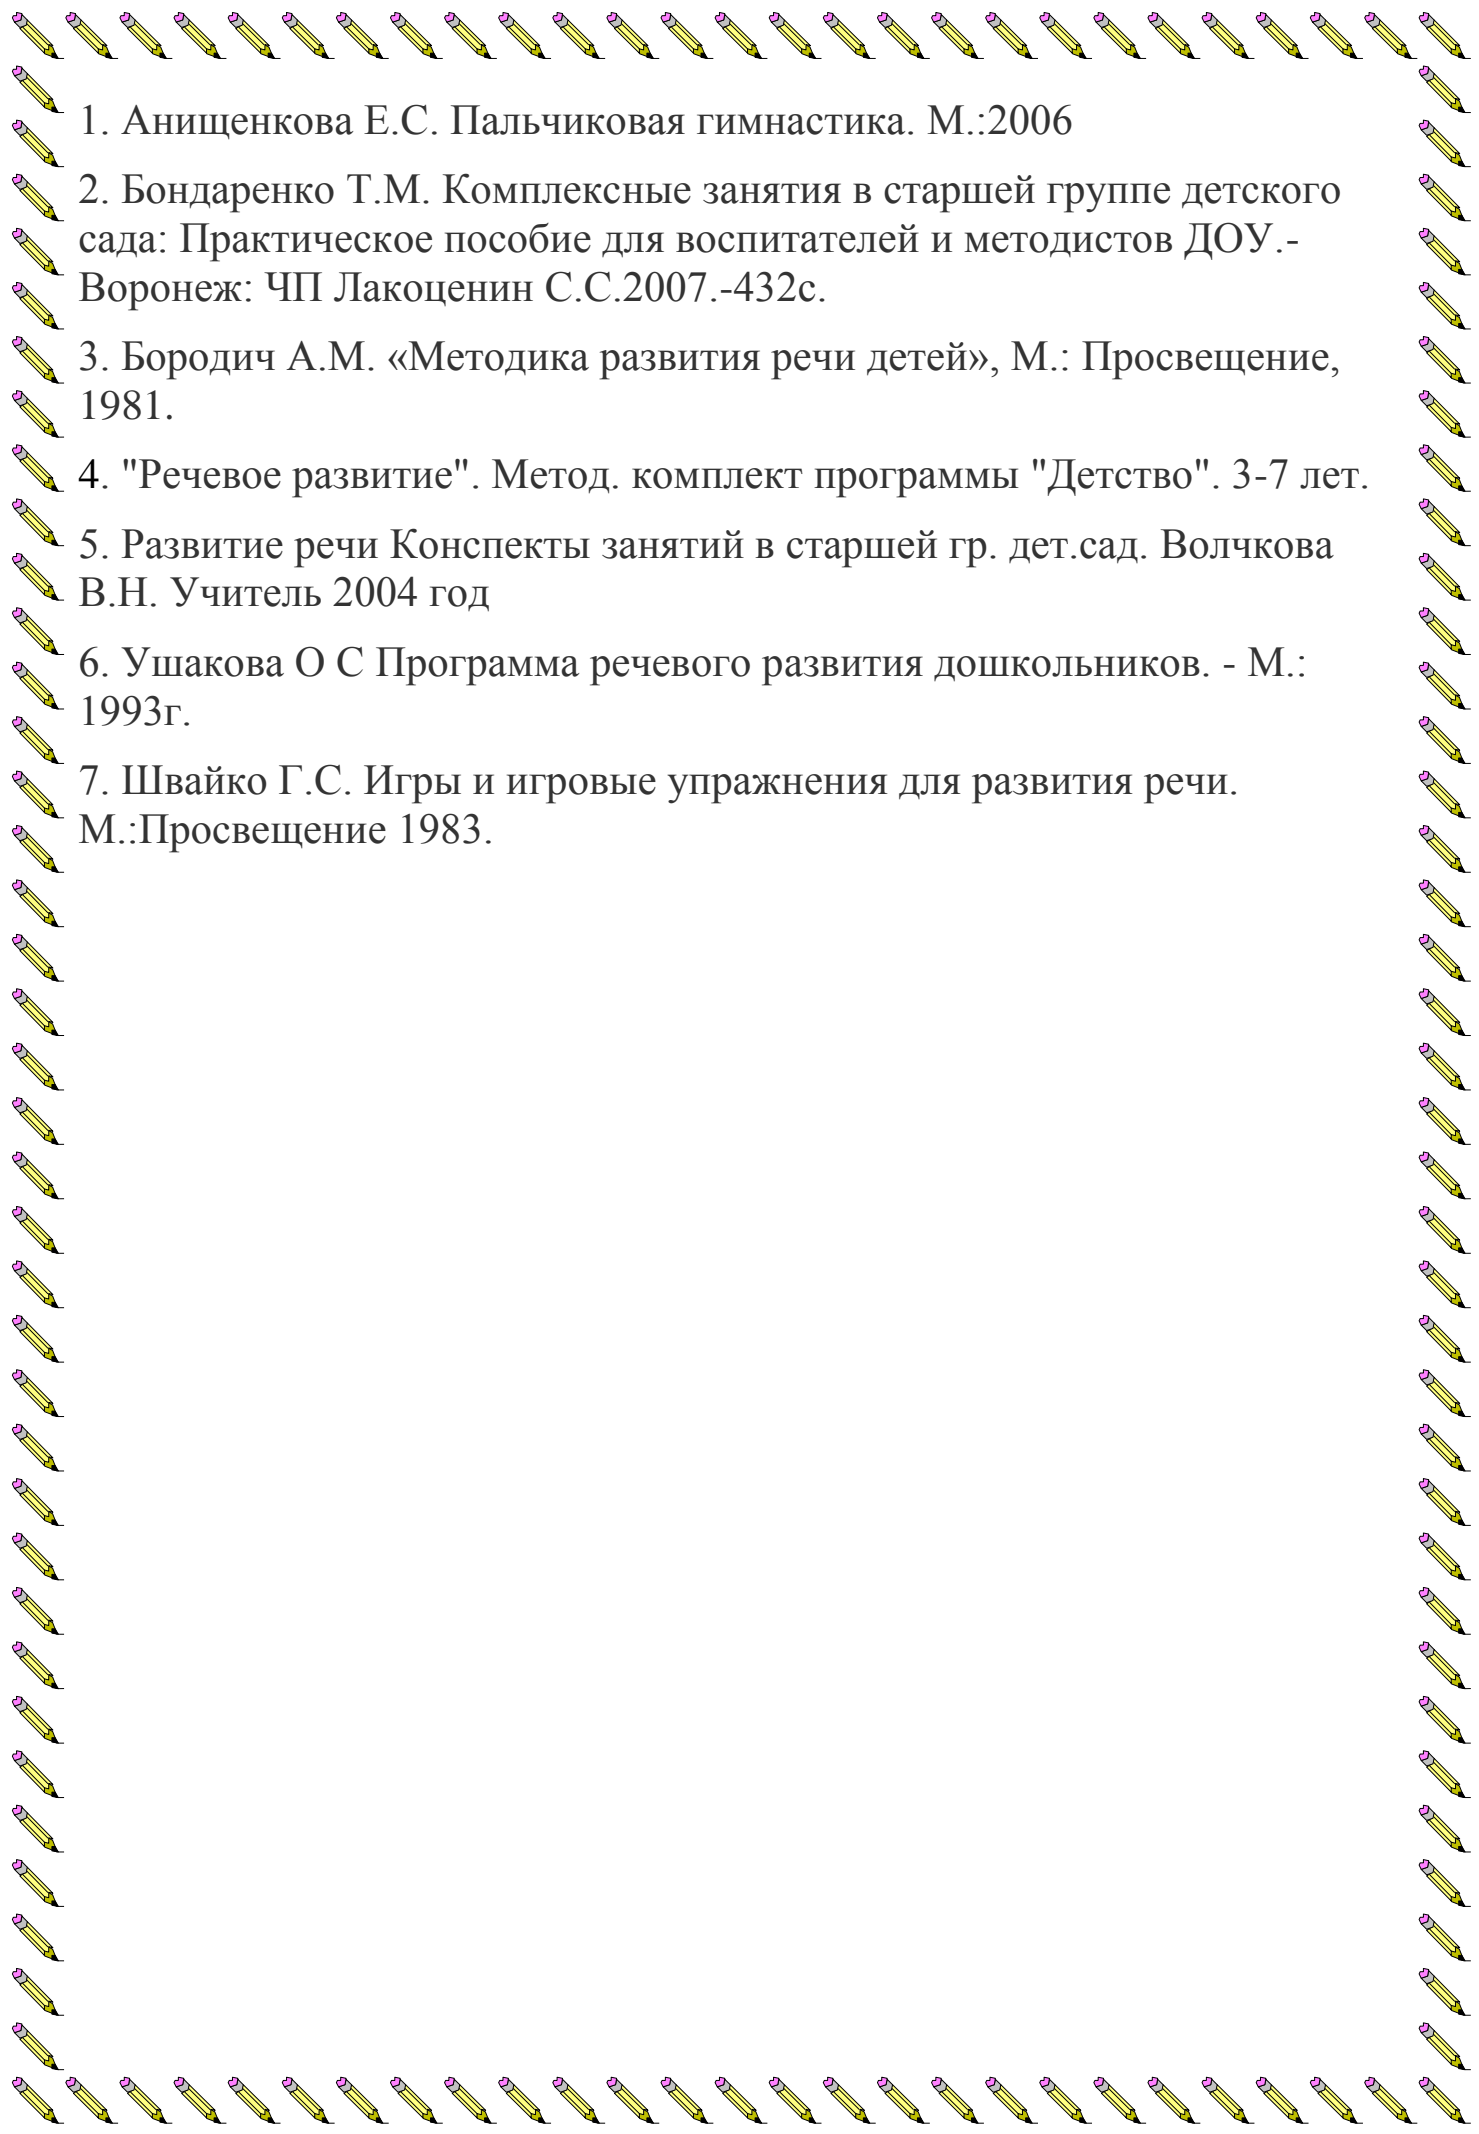 1. Анищенкова Е.С. Пальчиковая гимнастика. М.:2006
2. Бондаренко Т.М. Комплексные занятия в старшей группе детского
сада: Практическое пособие для воспитателей и методистов ДОУ.-
Воронеж: ЧП Лакоценин С.С.2007.-432с.
3. Бородич А.М. «Методика развития речи детей», М.: Просвещение,
1981.
4. "Речевое развитие". Метод. комплект программы "Детство". 3-7 лет.
5. Развитие речи Конспекты занятий в старшей гр. дет.сад. Волчкова
В.Н. Учитель 2004 год
6. Ушакова О С Программа речевого развития дошкольников. - М.:
1993г.
7. Швайко Г.С. Игры и игровые упражнения для развития речи.
М.:Просвещение 1983.